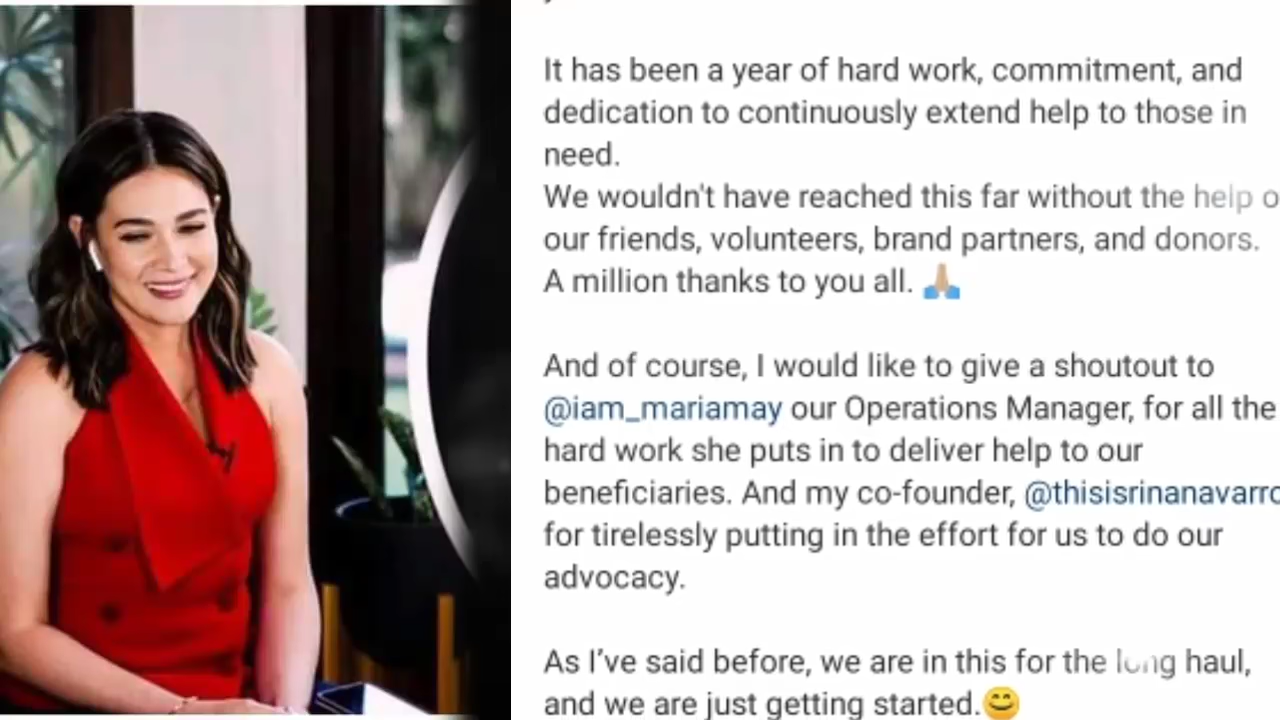 It has been a year of hard work, commitment, and
dedication to continuously extend help to those in
need.
We wouldn't have reached this far without the help o
our friends, volunteers, brand partners, and donors.
A million thanks to you all. 🙏🏼
And of course, I would like to give a shoutout to
@iam_mariamay our Operations Manager, for all the
hard work she puts in to deliver help to our
beneficiaries. And my co-founder, @thisisrinanavarro
for tirelessly putting in the effort for us to do our
advocacy.
As I’ve said before, we are in this for the long haul,
and we are just getting started.😊